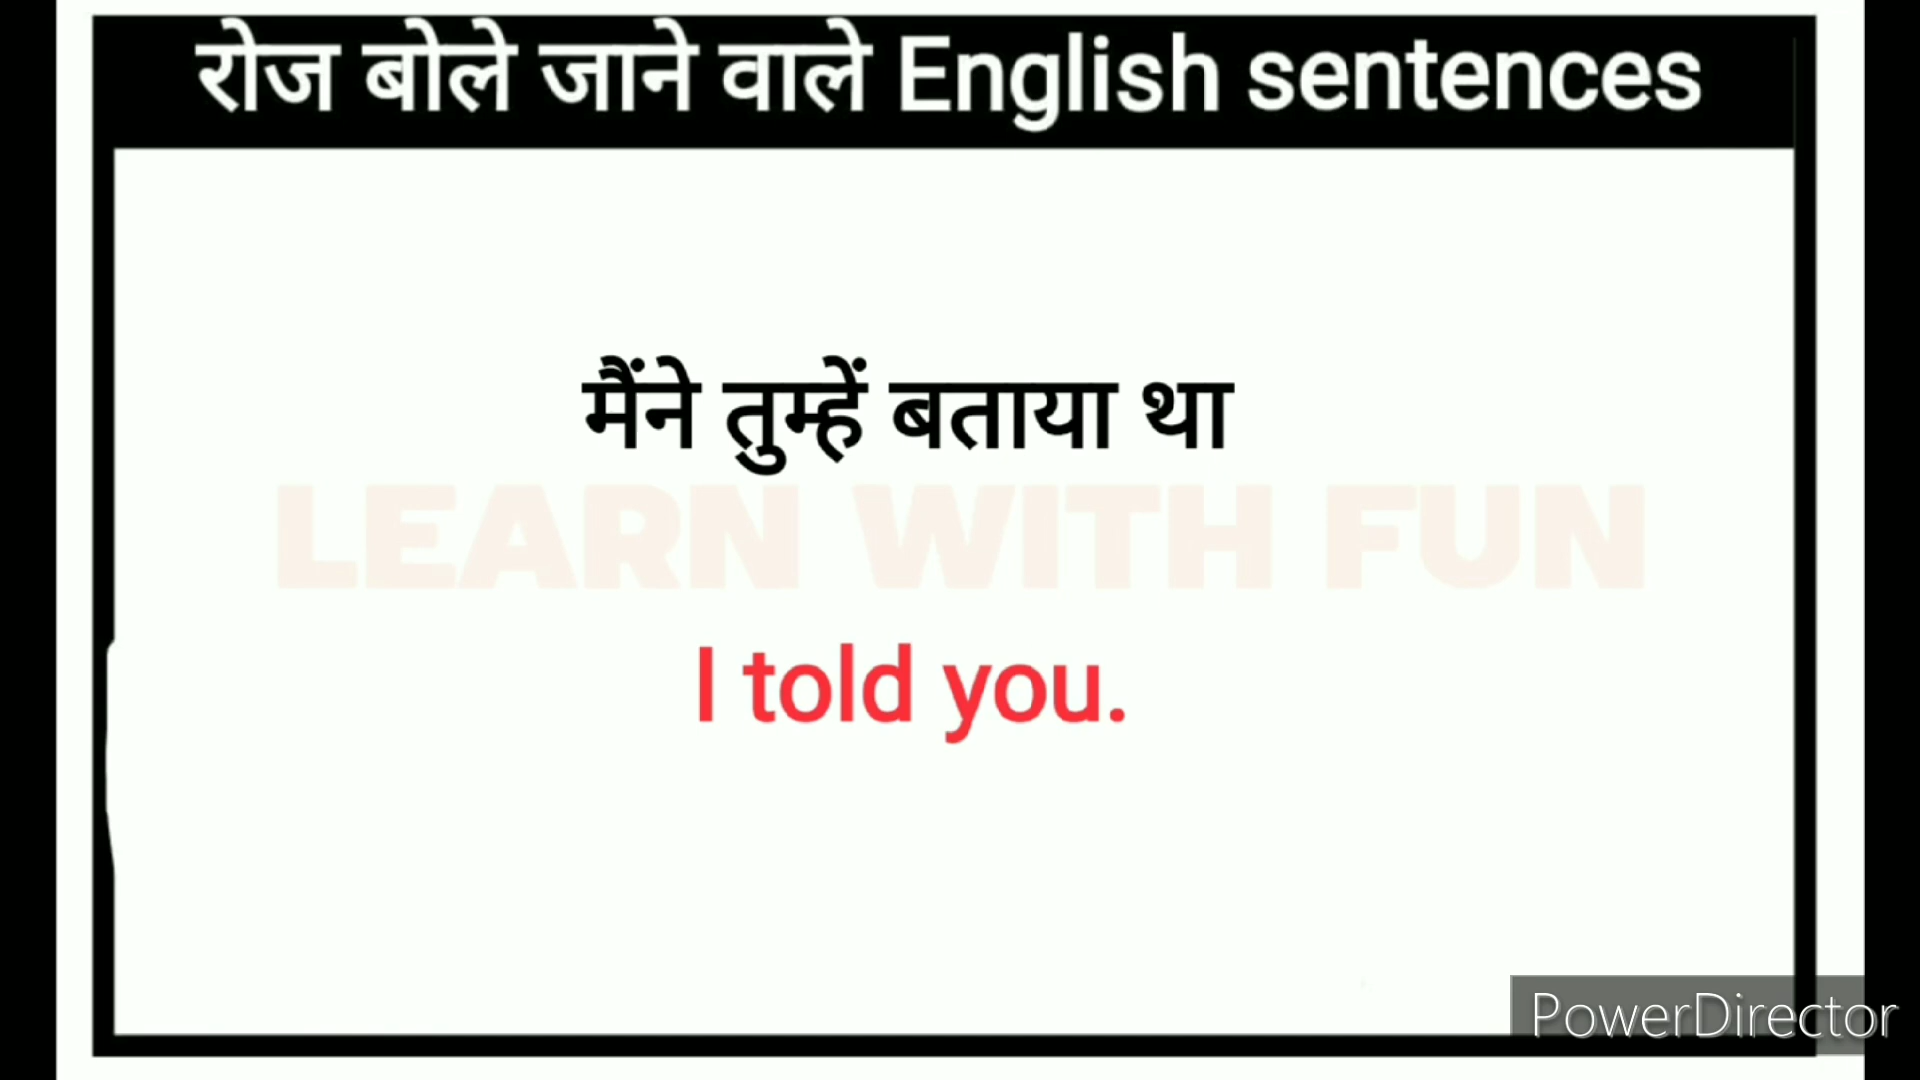 रोज बोले जाने वाले English sentences
मैंने तुम्हें बताया था
LEARN WITH FUN
I told you.
PowerDirector